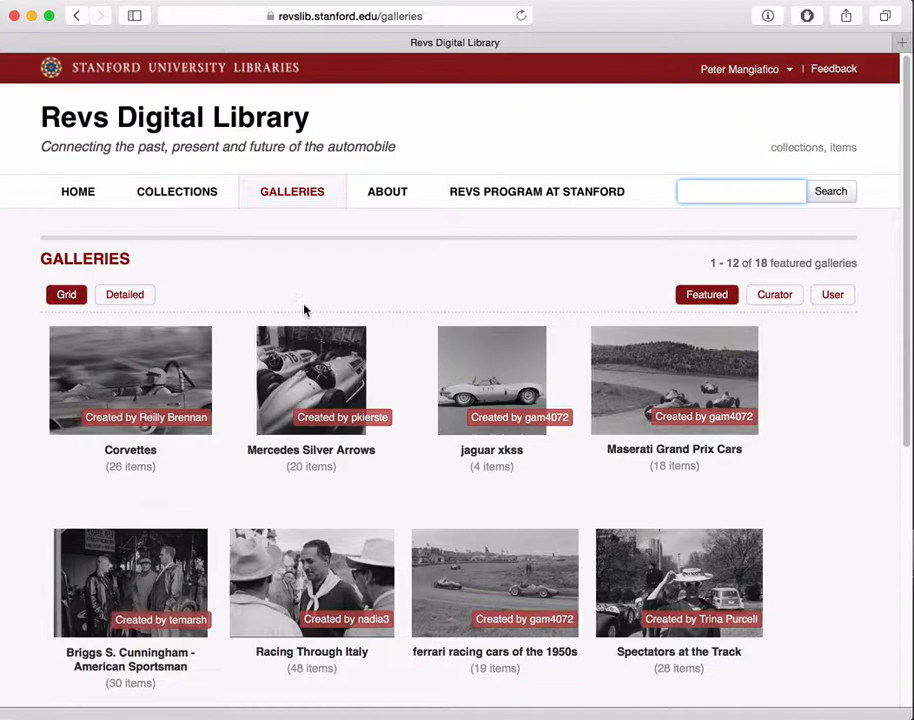 revslib.stanford.edu/galleries
Revs Digital Library
STANFORD UNIVERSITY LIBRARIES
Peter Mangiafico | Feedback
Revs Digital Library
Connecting the past, present and future of the automobile
collections, items
HOME COLLECTIONS GALLERIES ABOUT REVS PROGRAM AT STANFORD Search
GALLERIES
1 - 12 of 18 featured galleries
Grid Detailed Featured Curator User
Created by Reilly Brennan Created by pkierste Created by gam4072 Created by gam4072
Corvettes Mercedes Silver Arrows jaguar xkss Maserati Grand Prix Cars
(26 items) (20 items) (4 items) (18 items)
Created by temarsh Created by nadia3 Created by gam4072 Created by Trina Purcell
Briggs S. Cunningham - Racing Through Italy ferrari racing cars of the 1950s Spectators at the Track
American Sportsman (48 items) (19 items) (28 items)
(30 items)